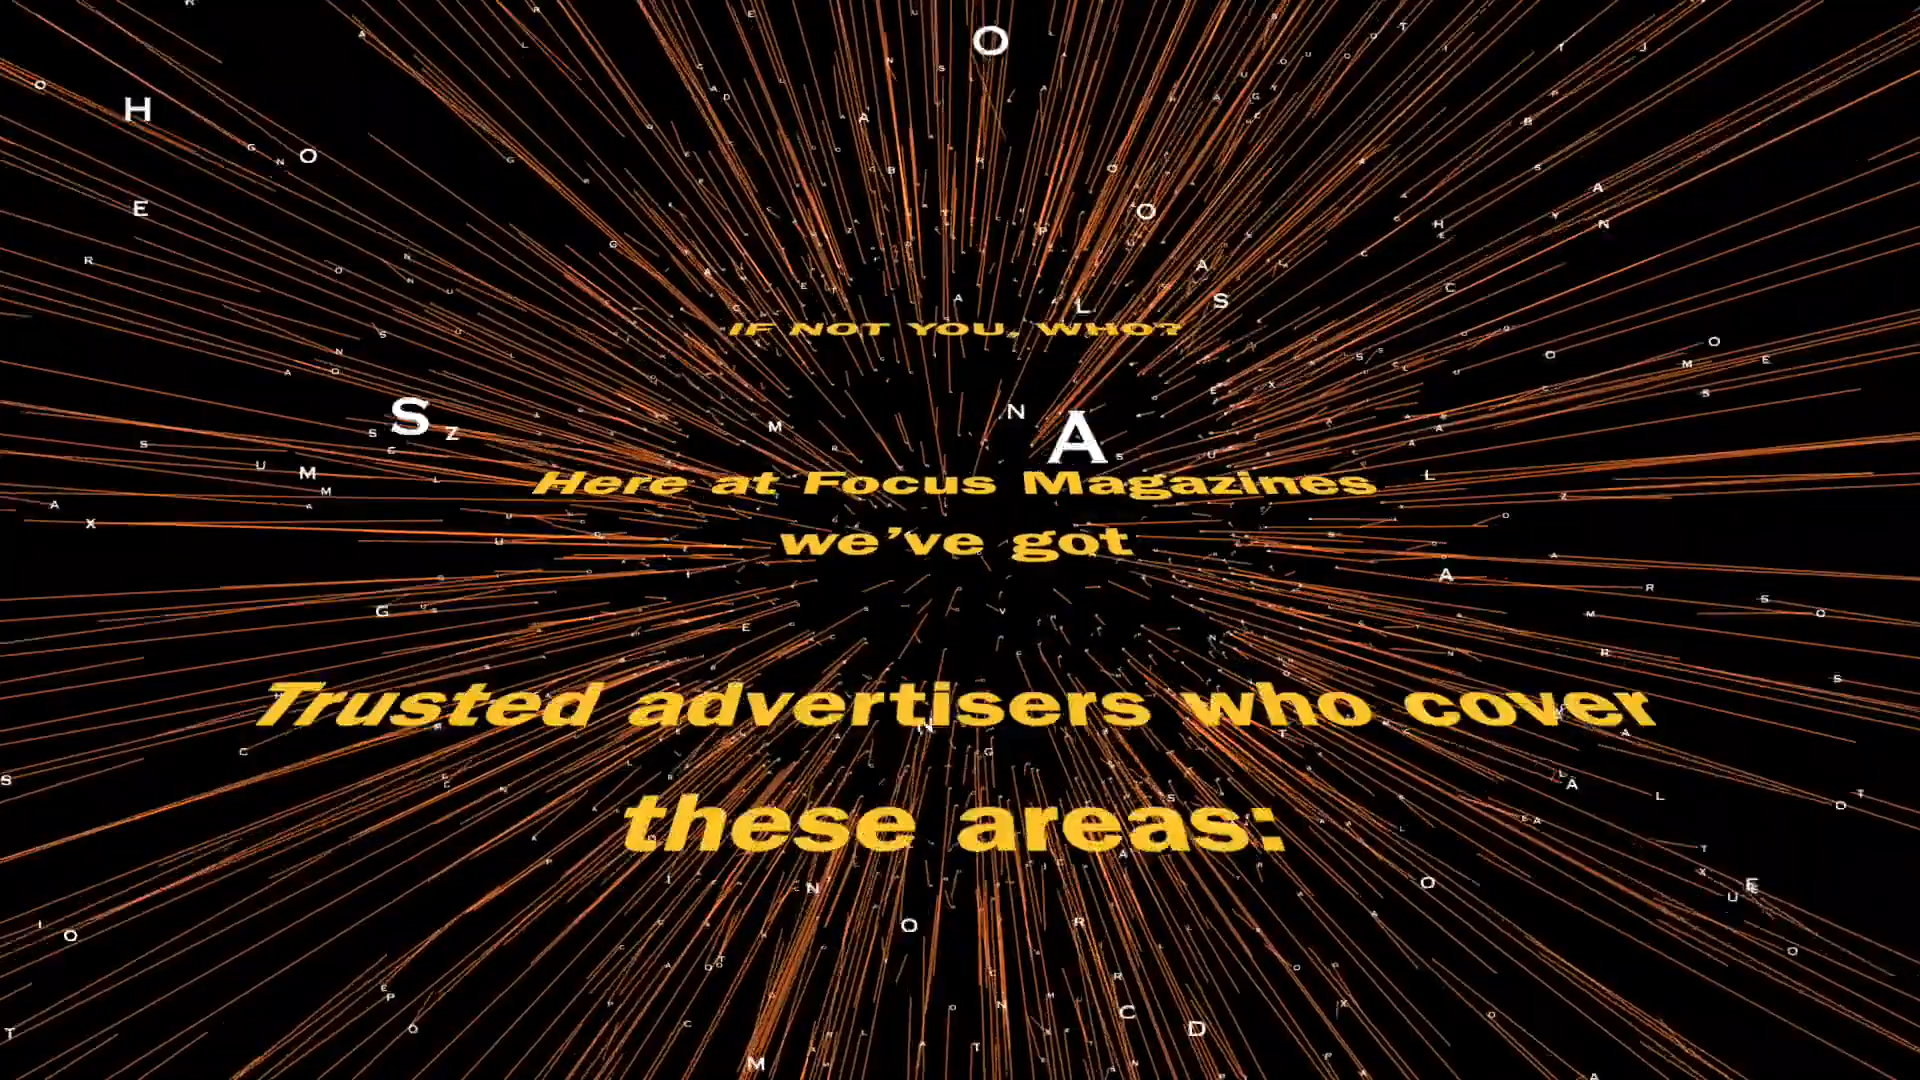 IF NOT YOU, WHO?
Here at Focus Magazines
we've got
Trusted advertisers who cover
these areas: